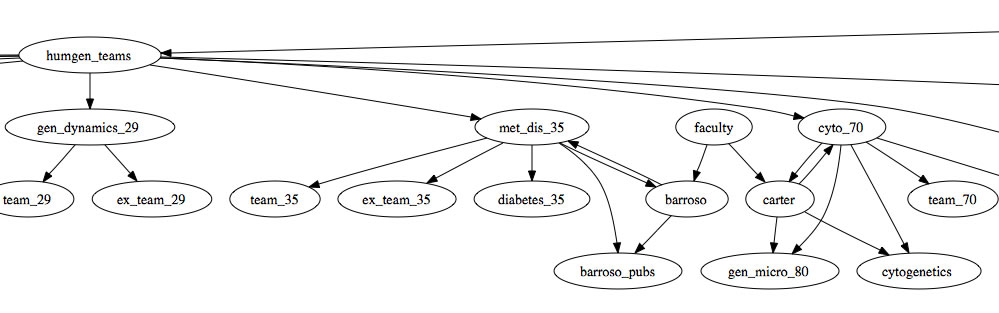 humgen_teams
gen_dynamics_29
met_dis_35
faculty
cyto_70
team_29
ex_team_29
team_35
ex_team_35
diabetes_35
barroso
carter
team_70
barroso_pubs
gen_micro_80
cytogenetics